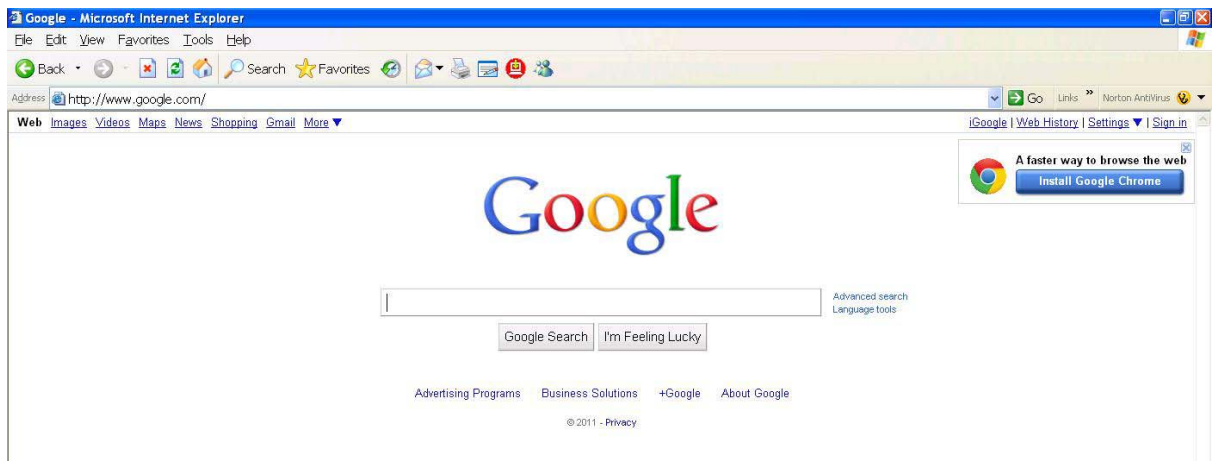 Google - Microsoft Internet Explorer
File Edit View Favorites Tools Help
Back Search Favorites
Address http://www.google.com/ Go Links » Norton AntiVirus
Web Images Videos Maps News Shopping Gmail More ▼ iGoogle | Web History | Settings ▼ | Sign in
A faster way to browse the web
Install Google Chrome
Google
Advanced search
Language tools
Google Search I'm Feeling Lucky
Advertising Programs Business Solutions +Google About Google
© 2011 - Privacy